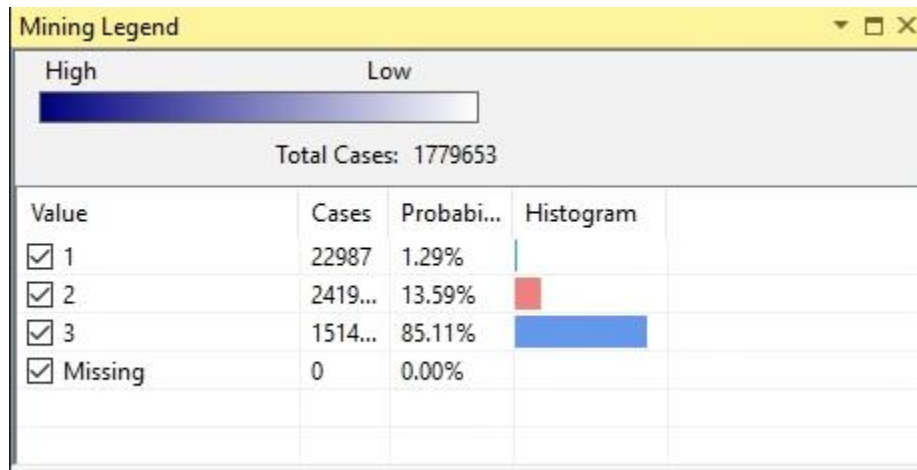 Mining Legend
High Low
Total Cases: 1779653
Value Cases Probabi... Histogram
1 22987 1.29%
2 2419... 13.59%
3 1514... 85.11%
Missing 0 0.00%